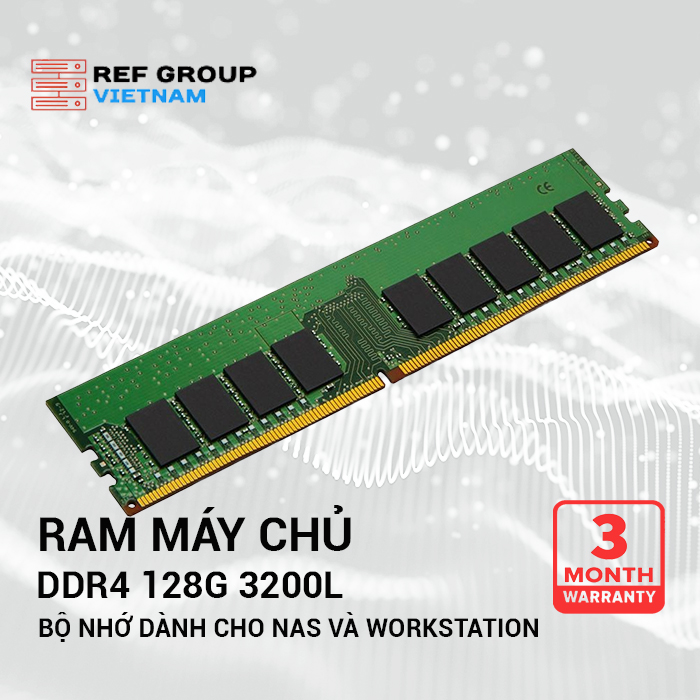 REF GROUP
VIETNAM
CE
RAM MÁY CHỦ
DDR4 128G 3200L
BỘ NHỚ DÀNH CHO NAS VÀ WORKSTATION
3
MONTH
WARRANTY